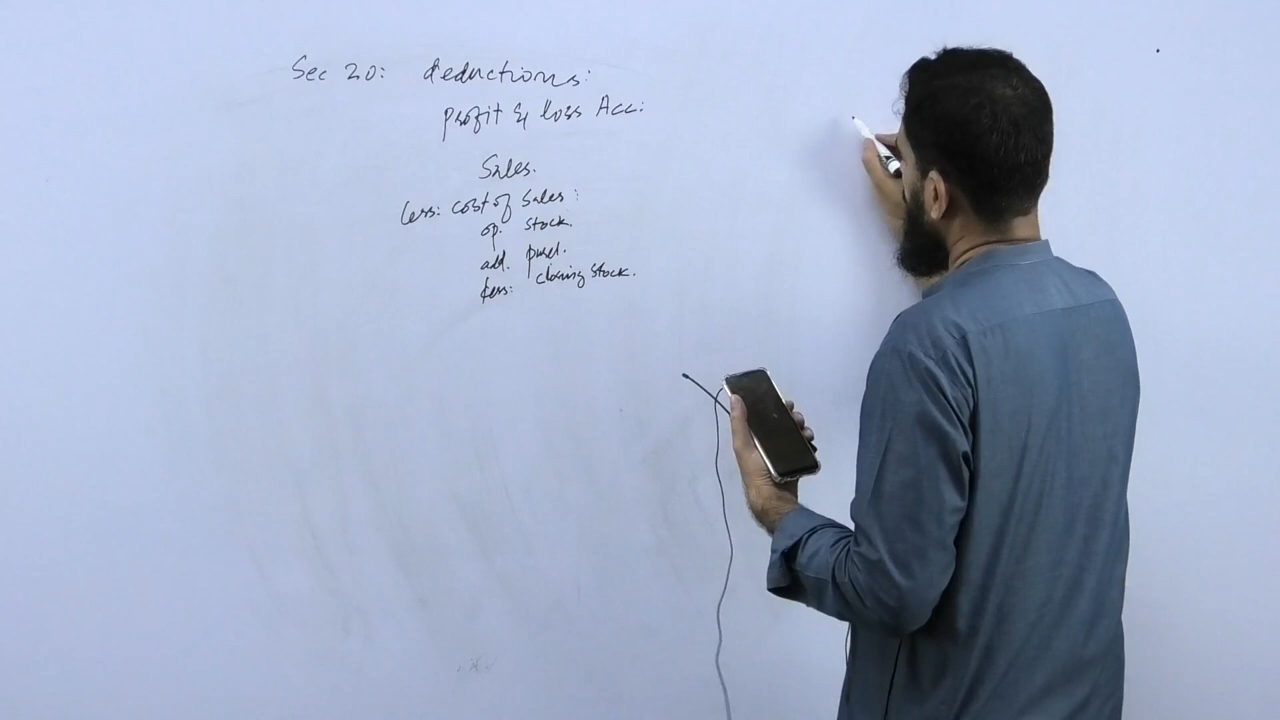 Sec 20: deductions:
profit & loss Acc:
Sales.
less: cost of Sales:
op. stock.
add. purch.
less: closing stock.